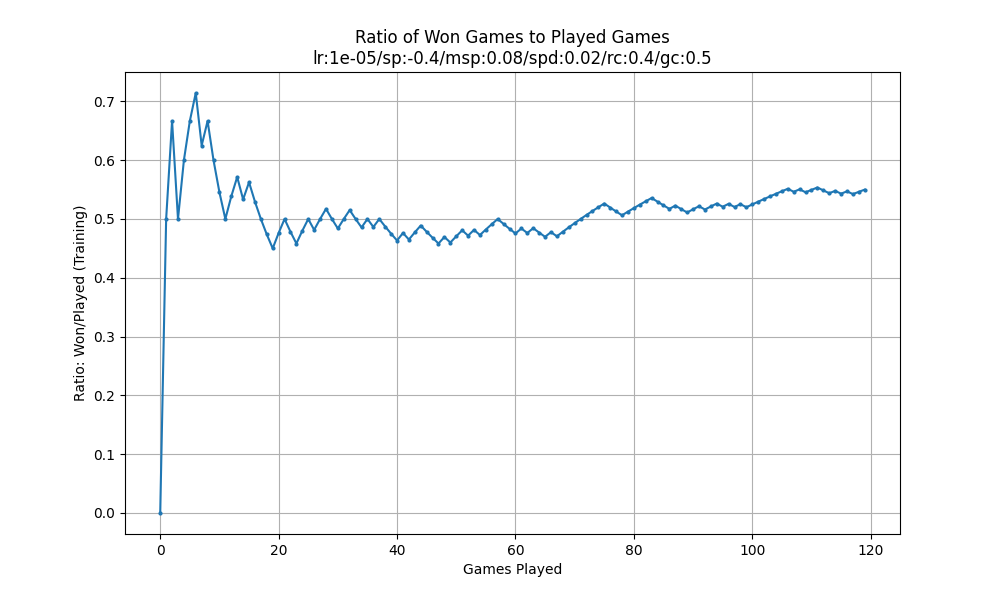 Ratio of Won Games to Played Games
lr:1e-05/sp:-0.4/msp:0.08/spd:0.02/rc:0.4/gc:0.5
Ratio: Won/Played (Training)
0.7
0.6
0.5
0.4
0.3
0.2
0.1
0.0
0 20 40 60 80 100 120
Games Played